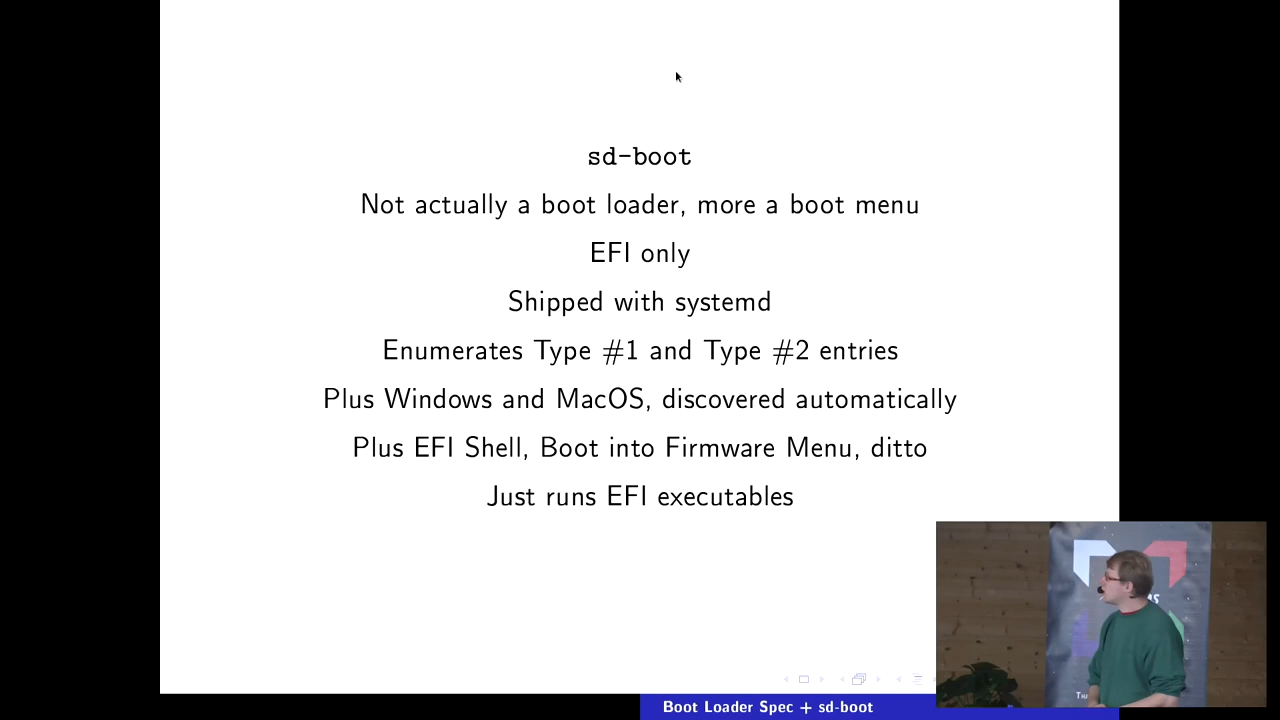 sd-boot
Not actually a boot loader, more a boot menu
EFI only
Shipped with systemd
Enumerates Type #1 and Type #2 entries
Plus Windows and MacOS, discovered automatically
Plus EFI Shell, Boot into Firmware Menu, ditto
Just runs EFI executables
Boot Loader Spec + sd-boot